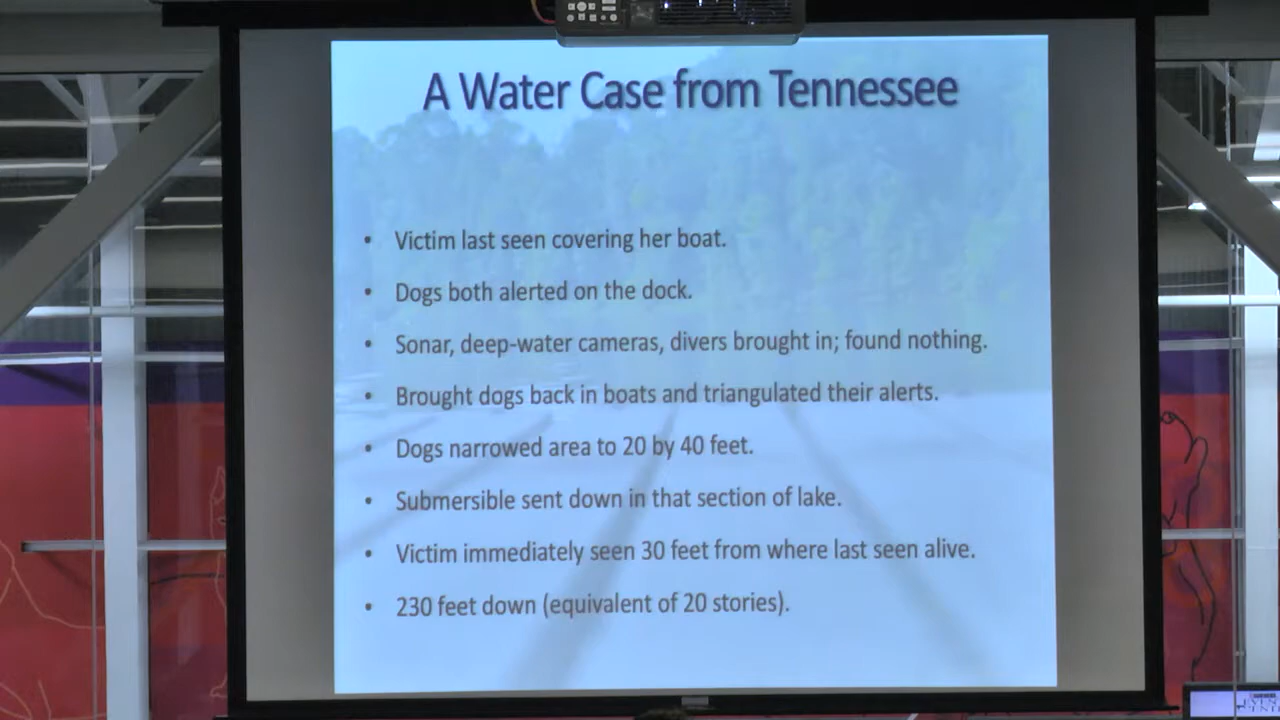 A Water Case from Tennessee
• Victim last seen covering her boat.
• Dogs both alerted on the dock.
• Sonar, deep-water cameras, divers brought in; found nothing.
• Brought dogs back in boats and triangulated their alerts.
• Dogs narrowed area to 20 by 40 feet.
• Submersible sent down in that section of lake.
• Victim immediately seen 30 feet from where last seen alive.
• 230 feet down (equivalent of 20 stories).